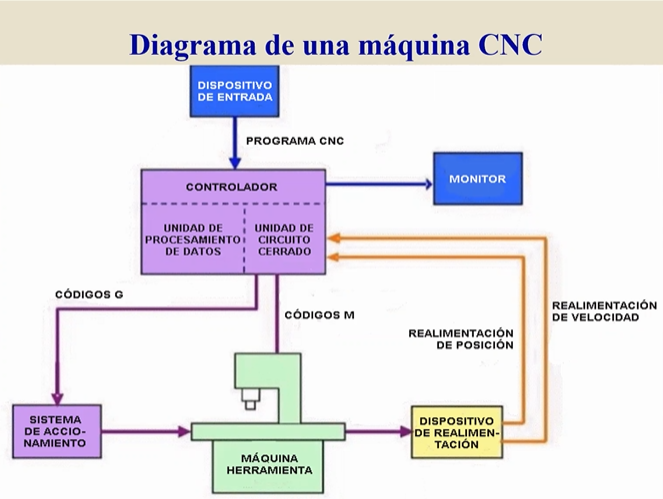 Diagrama de una máquina CNC
DISPOSITIVO
DE ENTRADA
PROGRAMA CNC
CONTROLADOR
MONITOR
UNIDAD DE
PROCESAMIENTO
DE DATOS
UNIDAD DE
CIRCUITO
CERRADO
CÓDIGOS G
CÓDIGOS M
REALIMENTACIÓN
DE VELOCIDAD
REALIMENTACIÓN
DE POSICIÓN
SISTEMA
DE ACCIO-
NAMIENTO
MÁQUINA
HERRAMIENTA
DISPOSITIVO
DE REALIMEN-
TACIÓN